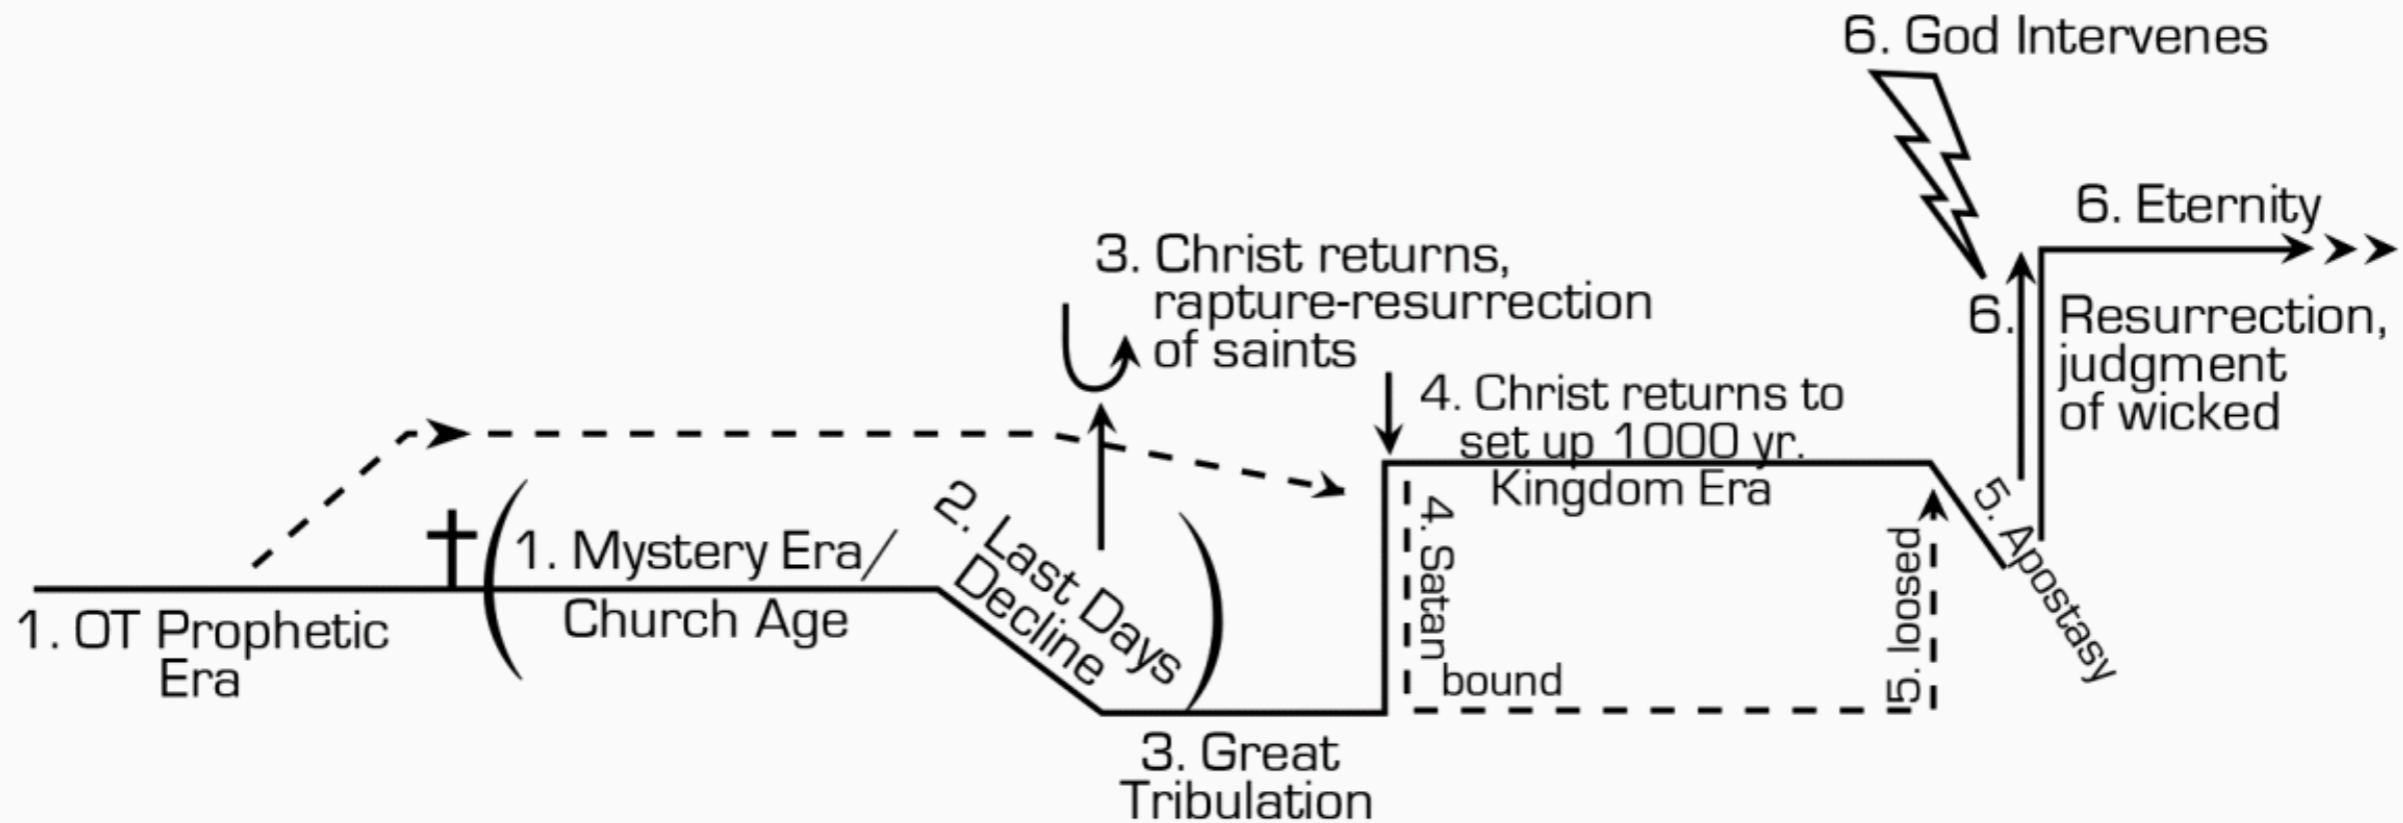 6. God Intervenes
6. Eternity
3. Christ returns,
rapture-resurrection
of saints
6. Resurrection,
judgment
of wicked
4. Christ returns to
set up 1000 yr.
Kingdom Era
1. OT Prophetic
Era
1. Mystery Era/
Church Age
2. Last Days
Decline
3. Great
Tribulation
4. Satan
bound
5. loosed
5. Apostasy